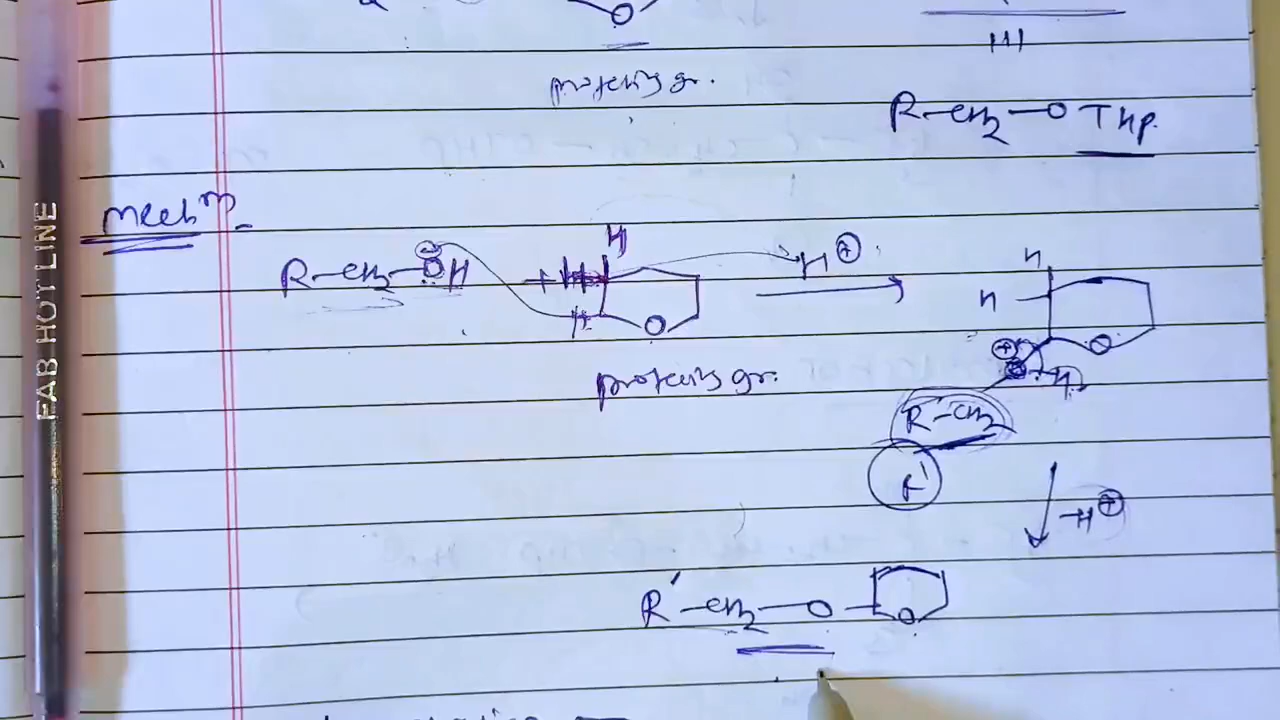 protecting gr.
R-CH2-O THP.
Mech^m -
R-CH2-OH + H H H⊕
O
protecting gr.
H
H
O
⊕
H
R'-CH2
R'
-H⊕
R'-CH2-O- O
FAB HOTLINE